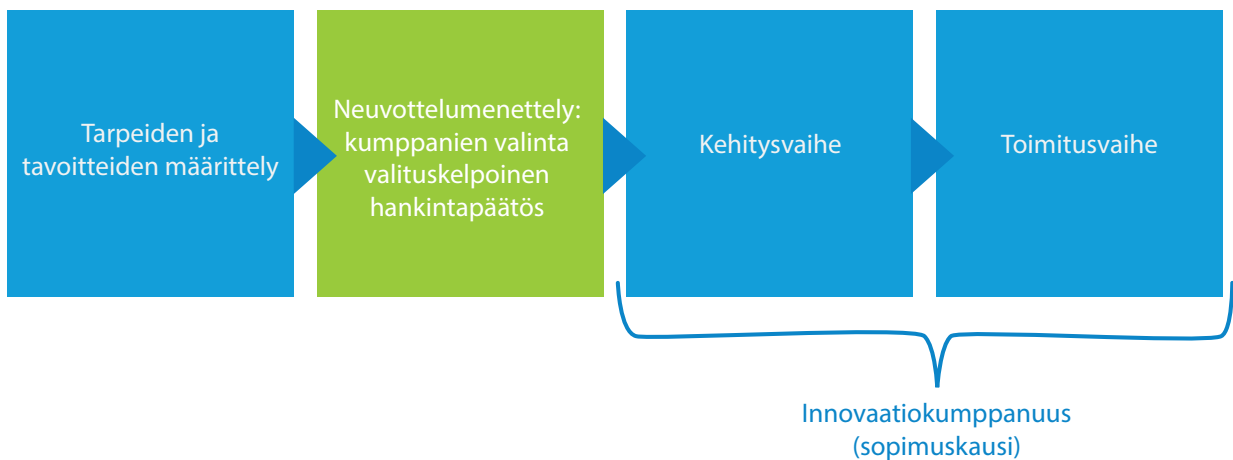 Tarpeiden ja
tavoitteiden määrittely
Neuvottelumenettely:
kumppanien valinta
valituskelpoinen
hankintapäätös
Kehitysvaihe
Toimitusvaihe
Innovaatiokumppanuus
(sopimuskausi)